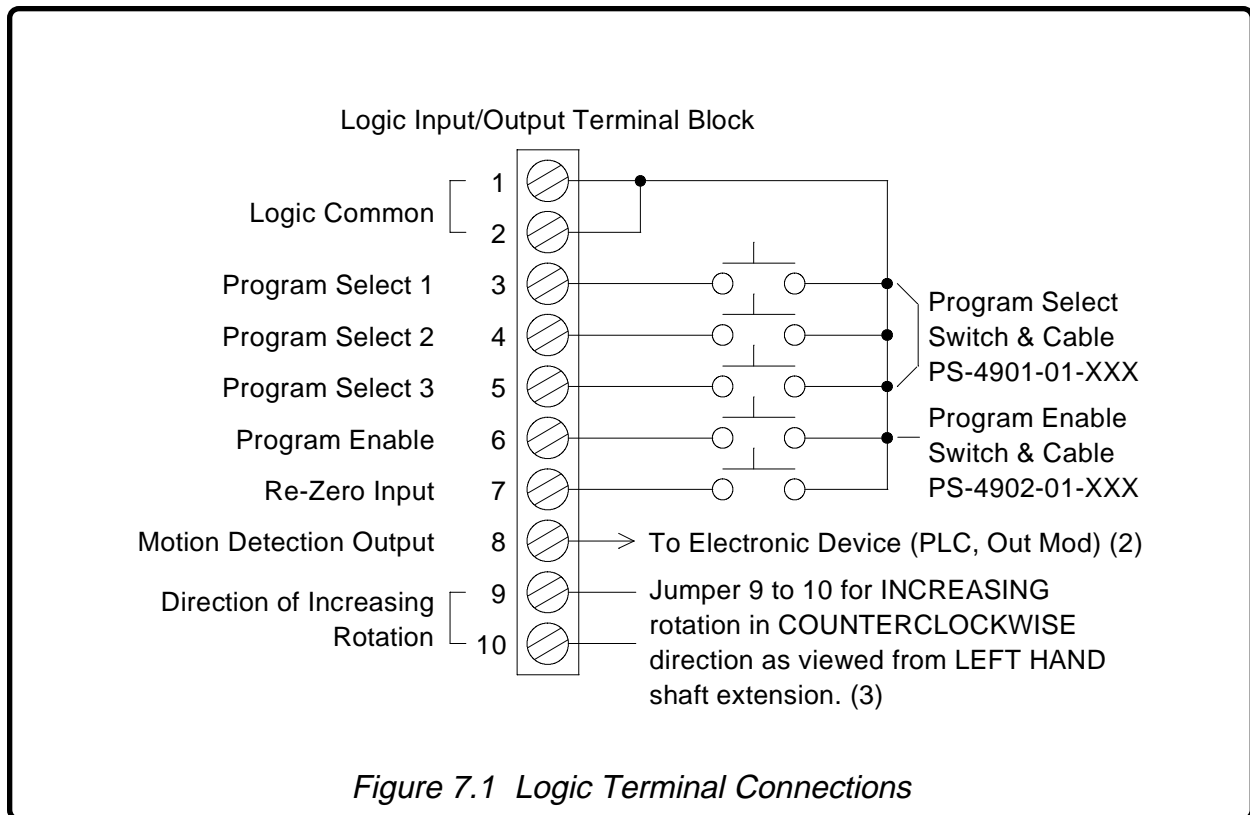 Logic Input/Output Terminal Block
Logic Common
1
2
Program Select 1 3
Program Select 2 4
Program Select 3 5
Program Enable 6
Re-Zero Input 7
Motion Detection Output 8
Direction of Increasing
Rotation
9
10
Program Select
Switch & Cable
PS-4901-01-XXX
Program Enable
Switch & Cable
PS-4902-01-XXX
To Electronic Device (PLC, Out Mod) (2)
Jumper 9 to 10 for INCREASING
rotation in COUNTERCLOCKWISE
direction as viewed from LEFT HAND
shaft extension. (3)
Figure 7.1 Logic Terminal Connections